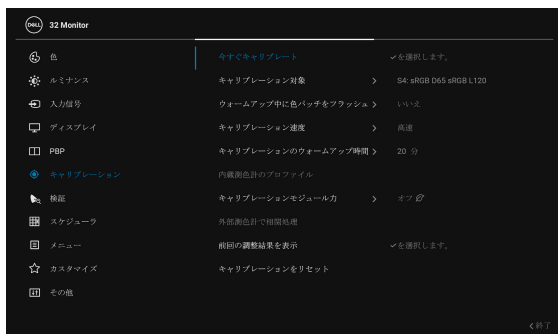 DELL 32 Monitor
色
ルミナンス
入力信号
ディスプレイ
PBP
キャリブレーション
検証
スケジューラ
メニュー
カスタマイズ
その他
今すぐキャリブレート ✓を選択します。
キャリブレーション対象 > S4: sRGB D65 sRGB L120
ウォームアップ中に色パッチをフラッシュ > いいえ
キャリブレーション速度 > 高速
キャリブレーションのウォームアップ時間 > 20 分
内蔵測色計のプロファイル
キャリブレーションモジュール力 > オフ
外部測色計で相関処理
前回の調整結果を表示 ✓を選択します。
キャリブレーションをリセット
<終了